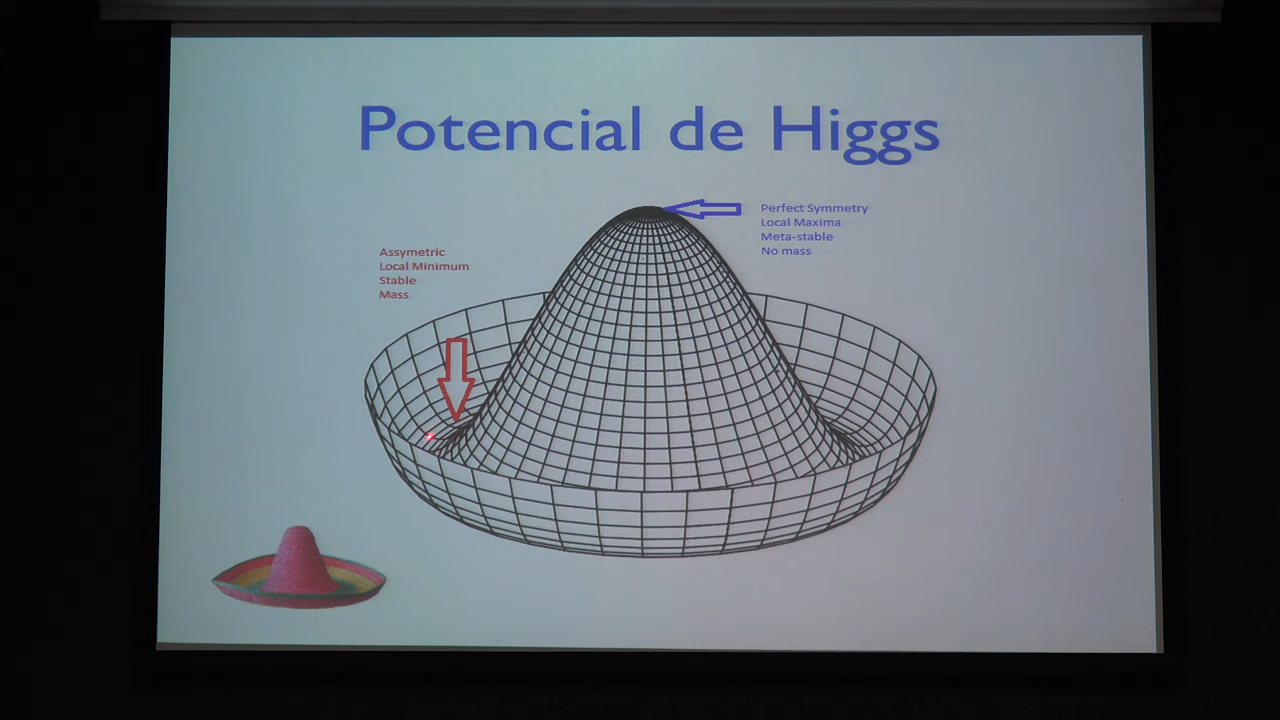 Potencial de Higgs
Perfect Symmetry
Local Maxima
Meta-stable
No mass
Assymetric
Local Minimum
Stable
Mass